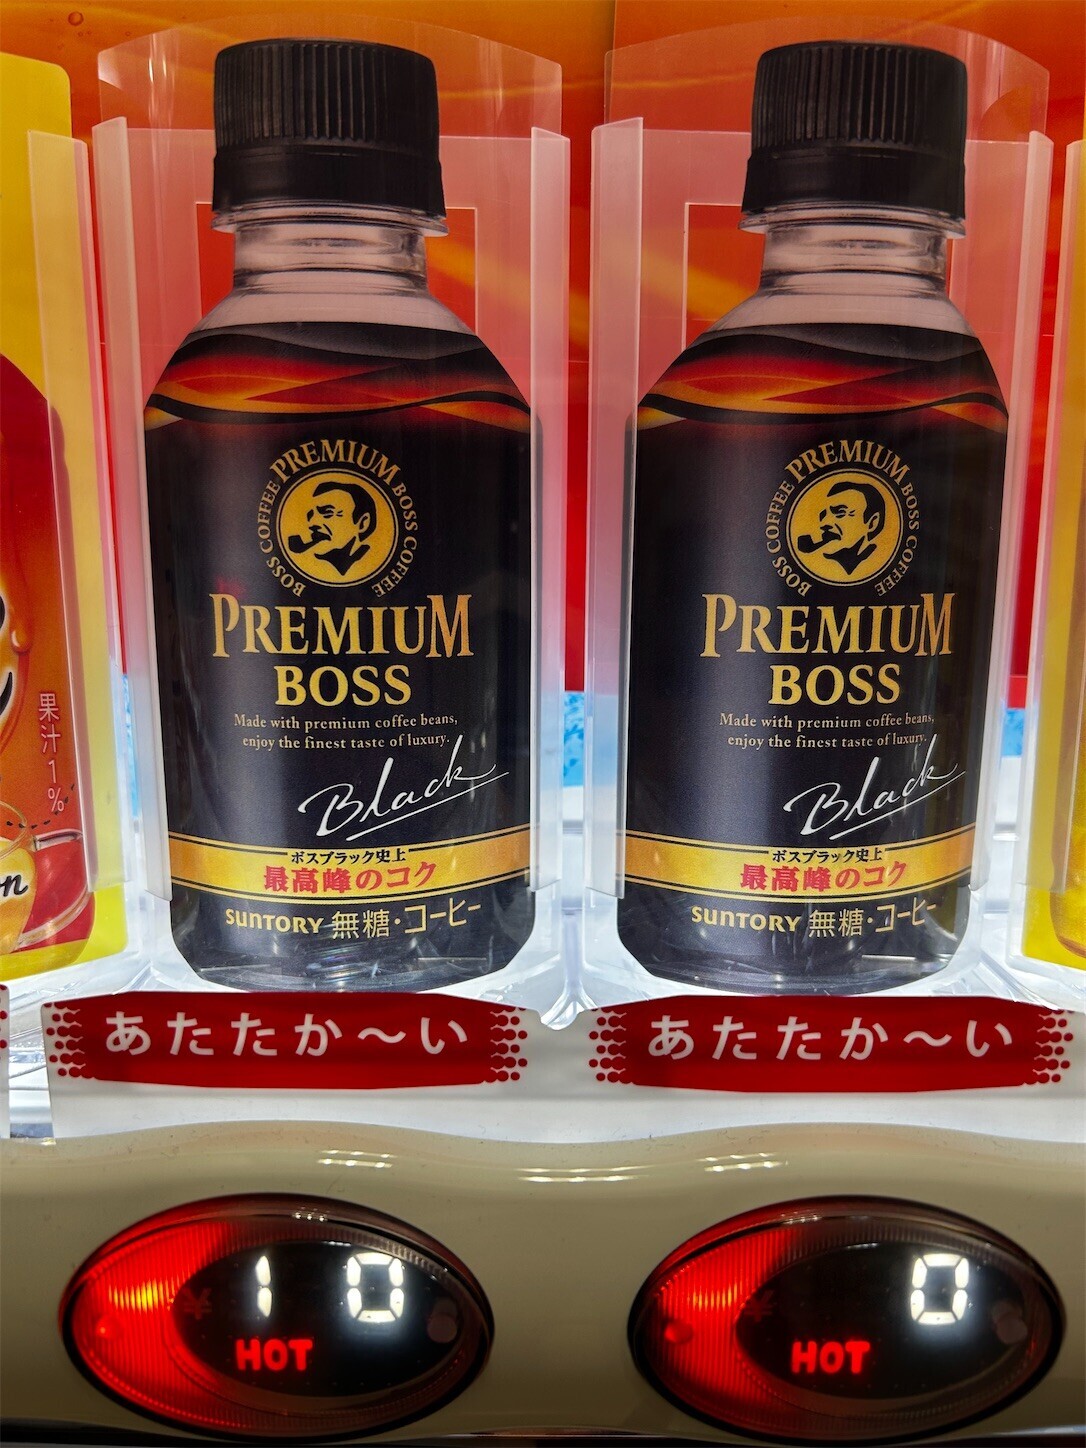 PREMIUM BOSS COFFEE BOSS COFFEE
PREMIUM
BOSS
Made with premium coffee beans,
enjoy the finest taste of luxury.
Black
ボスブラック史上
最高峰のコク
SUNTORY 無糖・コーヒー
あたたか〜い
1 0
HOT
PREMIUM BOSS COFFEE BOSS COFFEE
PREMIUM
BOSS
Made with premium coffee beans,
enjoy the finest taste of luxury.
Black
ボスブラック史上
最高峰のコク
SUNTORY 無糖・コーヒー
あたたか〜い
0
HOT
果汁1%